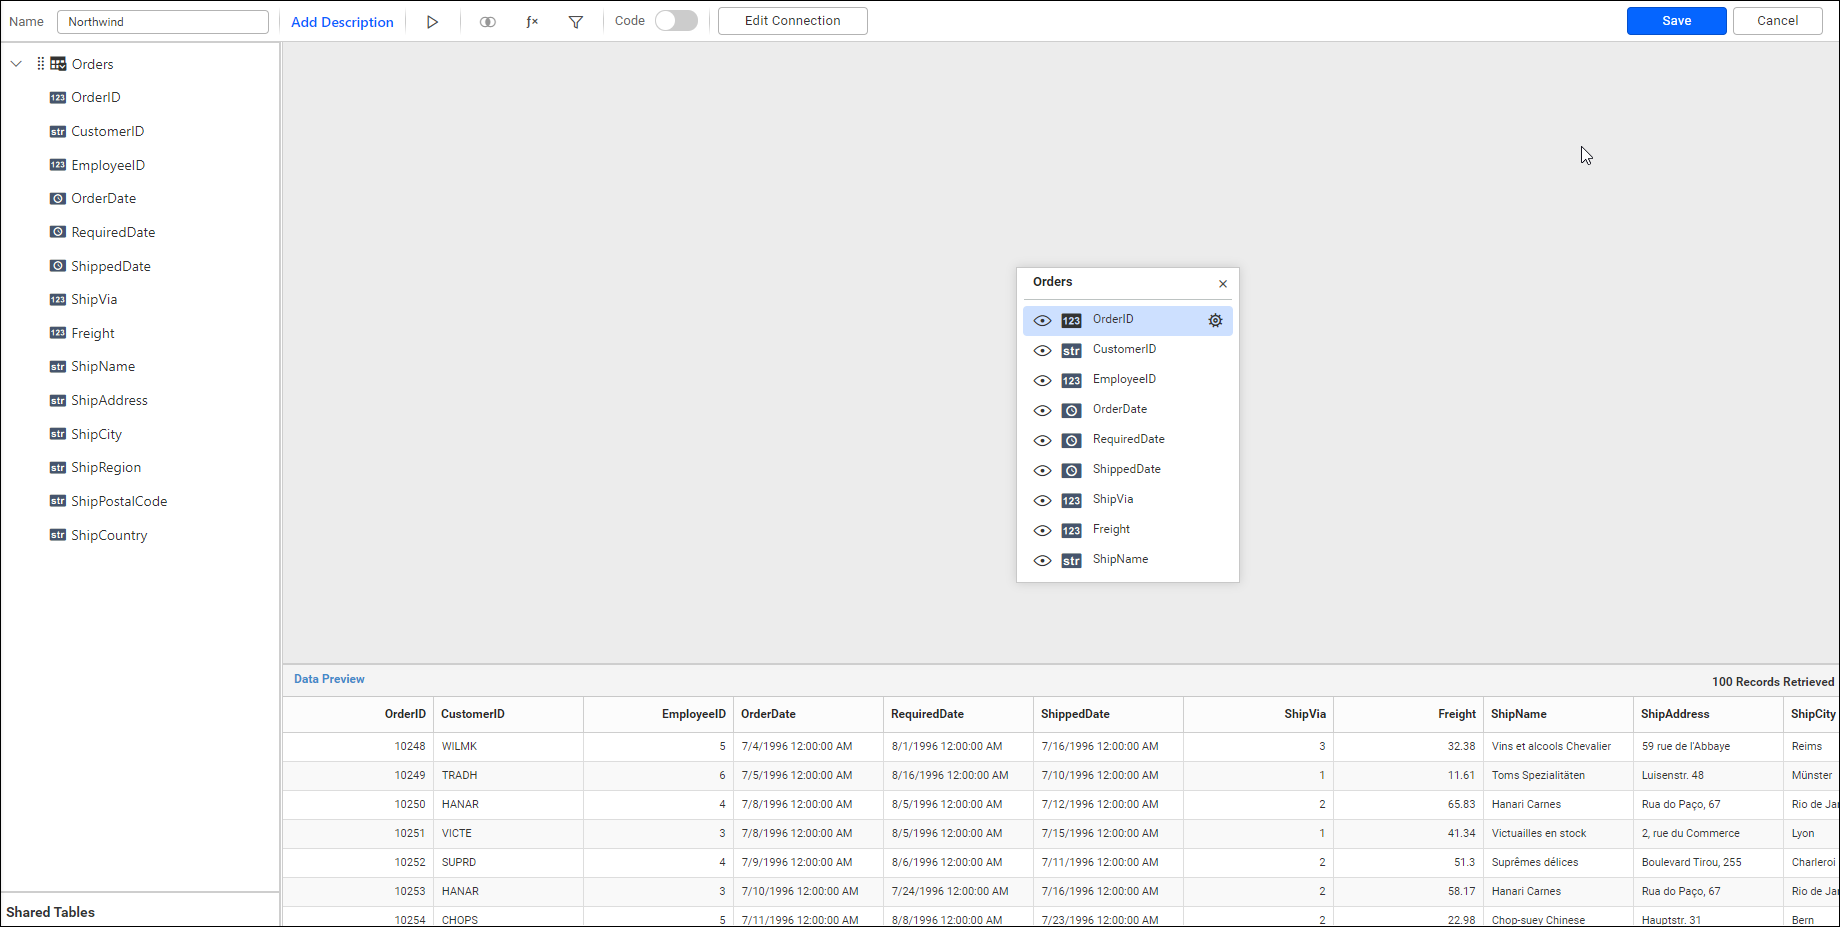 Name Northwind Add Description f× Code Edit Connection Save Cancel
Orders
123 OrderID
str CustomerID
123 EmployeeID
OrderDate
RequiredDate
ShippedDate
123 ShipVia
123 Freight
str ShipName
str ShipAddress
str ShipCity
str ShipRegion
str ShipPostalCode
str ShipCountry
Shared Tables
Orders ×
123 OrderID
str CustomerID
123 EmployeeID
OrderDate
RequiredDate
ShippedDate
123 ShipVia
123 Freight
str ShipName
Data Preview 100 Records Retrieved
OrderID CustomerID EmployeeID OrderDate RequiredDate ShippedDate ShipVia Freight ShipName ShipAddress ShipCity
10248 WILMK 5 7/4/1996 12:00:00 AM 8/1/1996 12:00:00 AM 7/16/1996 12:00:00 AM 3 32.38 Vins et alcools Chevalier 59 rue de l'Abbaye Reims
10249 TRADH 6 7/5/1996 12:00:00 AM 8/16/1996 12:00:00 AM 7/10/1996 12:00:00 AM 1 11.61 Toms Spezialitäten Luisenstr. 48 Münster
10250 HANAR 4 7/8/1996 12:00:00 AM 8/5/1996 12:00:00 AM 7/12/1996 12:00:00 AM 2 65.83 Hanari Carnes Rua do Paço, 67 Rio de Jar
10251 VICTE 3 7/8/1996 12:00:00 AM 8/5/1996 12:00:00 AM 7/15/1996 12:00:00 AM 1 41.34 Victuailles en stock 2, rue du Commerce Lyon
10252 SUPRD 4 7/9/1996 12:00:00 AM 8/6/1996 12:00:00 AM 7/11/1996 12:00:00 AM 2 51.3 Suprêmes délices Boulevard Tirou, 255 Charleroi
10253 HANAR 3 7/10/1996 12:00:00 AM 7/24/1996 12:00:00 AM 7/16/1996 12:00:00 AM 2 58.17 Hanari Carnes Rua do Paço, 67 Rio de Jar
10254 CHOPS 5 7/11/1996 12:00:00 AM 8/8/1996 12:00:00 AM 7/23/1996 12:00:00 AM 2 22.98 Chop-suey Chinese Hauptstr. 31 Bern